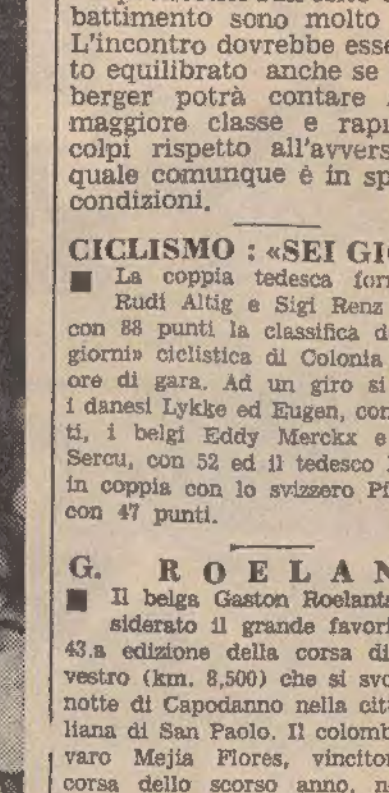 battimento sono molto
L'incontro dovrebbe esse
to equilibrato anche se
berger potrà contare
maggiore classe e rapi
colpi rispetto all'avvers
quale comunque è in sp
condizioni.
CICLISMO : «SEI GI
■ La coppia tedesca for
Rudi Altig e Sigi Renz
con 88 punti la classifica d
giorni» ciclistica di Colonia
ore di gara. Ad un giro si
i danesi Lykke ed Eugen, con
ti, i belgi Eddy Merckx e
Sercu, con 52 ed il tedesco
in coppia con lo svizzero Pf
con 47 punti.
G. ROELAN
■ Il belga Gaston Roelants
siderato il grande favori
43.a edizione della corsa di
vestro (km. 8,500) che si svo
notte di Capodanno nella cit
liana di San Paolo. Il colomb
varo Mejia Flores, vincitor
corsa dello scorso anno, n